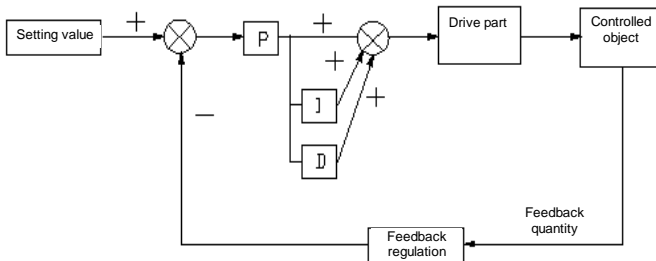 Setting value
+
−
P
+
+
+
I
D
Drive part
Controlled
object
Feedback
quantity
Feedback
regulation